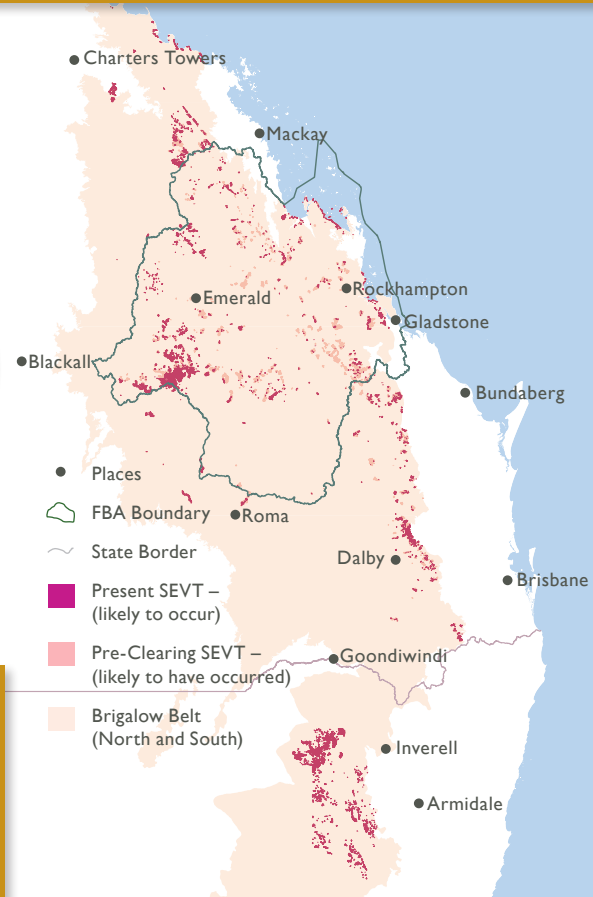 Charters Towers
Mackay
Emerald
Rockhampton
Gladstone
Blackall
Bundaberg
Places
FBA Boundary
Roma
State Border
Dalby
Brisbane
Present SEVT –
(likely to occur)
Pre-Clearing SEVT –
(likely to have occurred)
Goondiwindi
Brigalow Belt
(North and South)
Inverell
Armidale